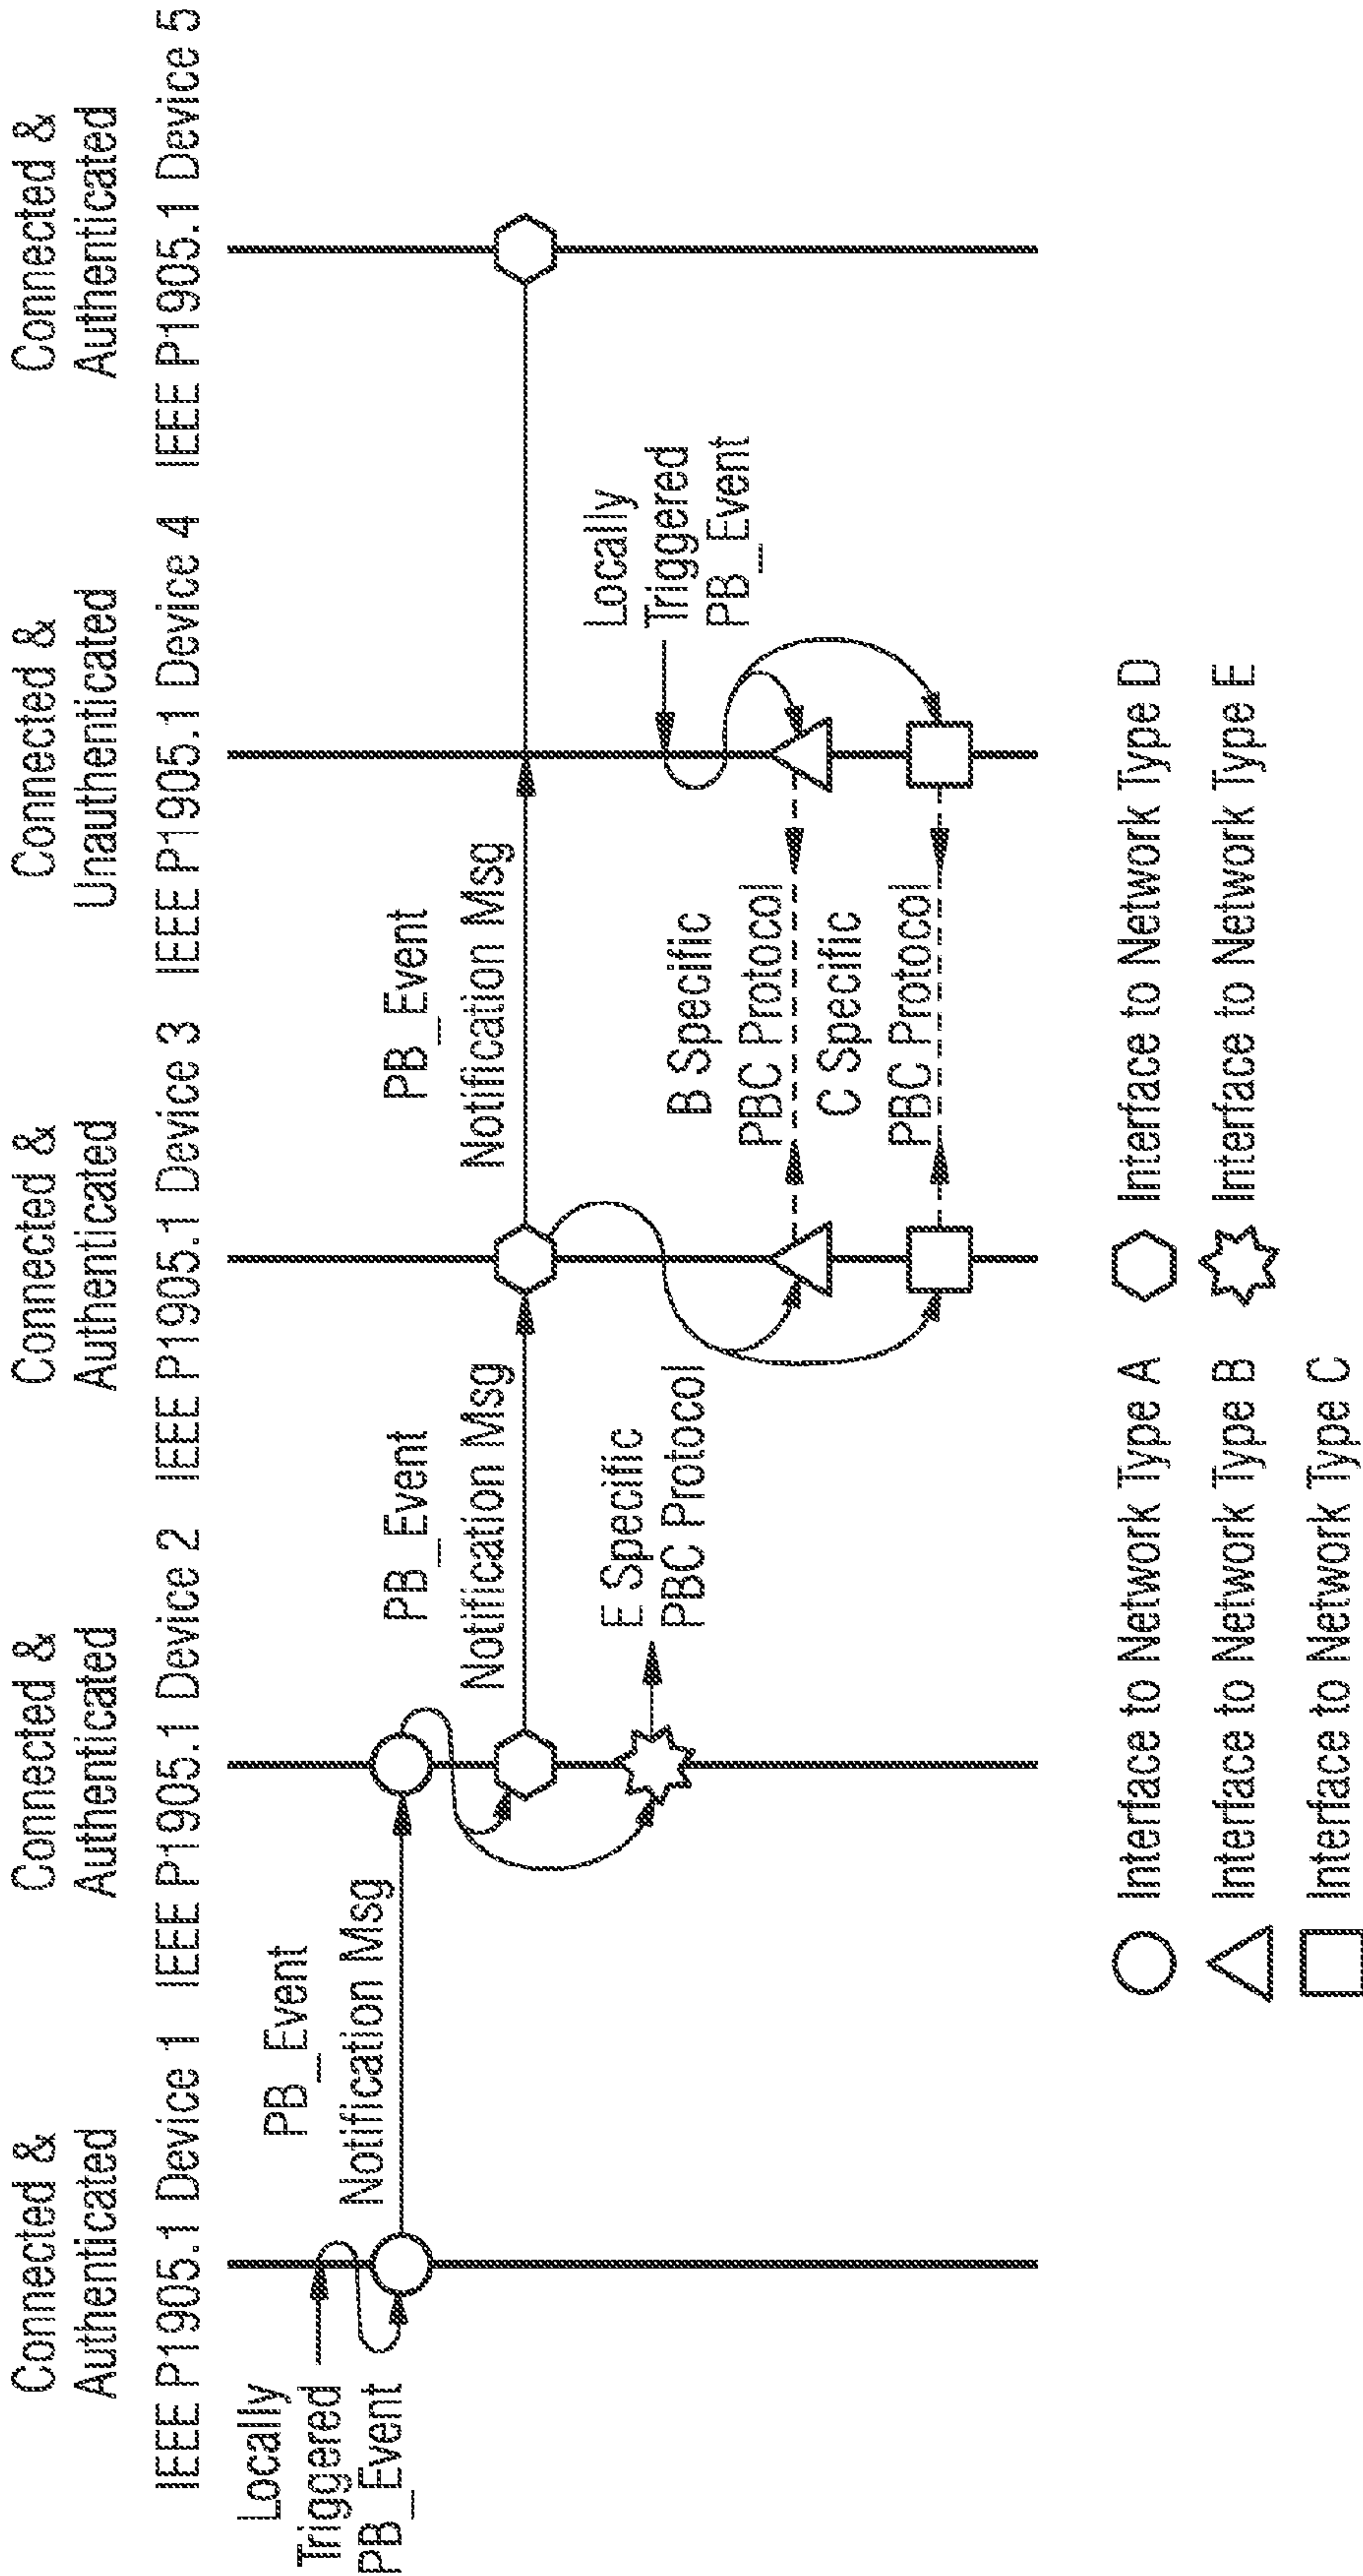 Connected &
Authenticated
IEEE P1905.1 Device 1
Connected &
Authenticated
IEEE P1905.1 Device 2
Connected &
Authenticated
IEEE P1905.1 Device 3
Connected &
Unauthenticated
IEEE P1905.1 Device 4
Connected &
Authenticated
IEEE P1905.1 Device 5
Locally
Triggered
PB_Event
PB_Event
Notification Msg
PB_Event
Notification Msg
E Specific
PBC Protocol
PB_Event
Notification Msg
B Specific
PBC Protocol
C Specific
PBC Protocol
Locally
Triggered
PB_Event
Interface to Network Type A
Interface to Network Type B
Interface to Network Type C
Interface to Network Type D
Interface to Network Type E